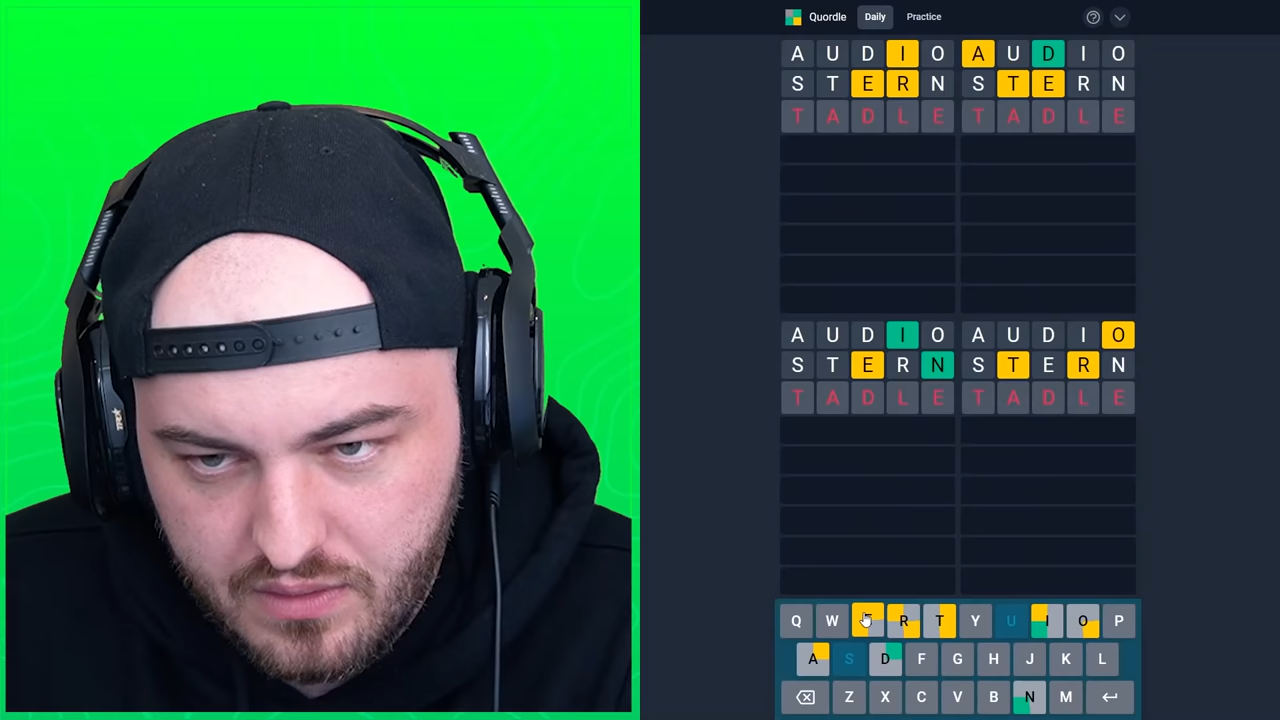 Quordle Daily Practice
A U D I O A U D I O
S T E R N S T E R N
T A D L E T A D L E
A U D I O A U D I O
S T E R N S T E R N
T A D L E T A D L E
Q W E R T Y U I O P
A S D F G H J K L
Z X C V B N M